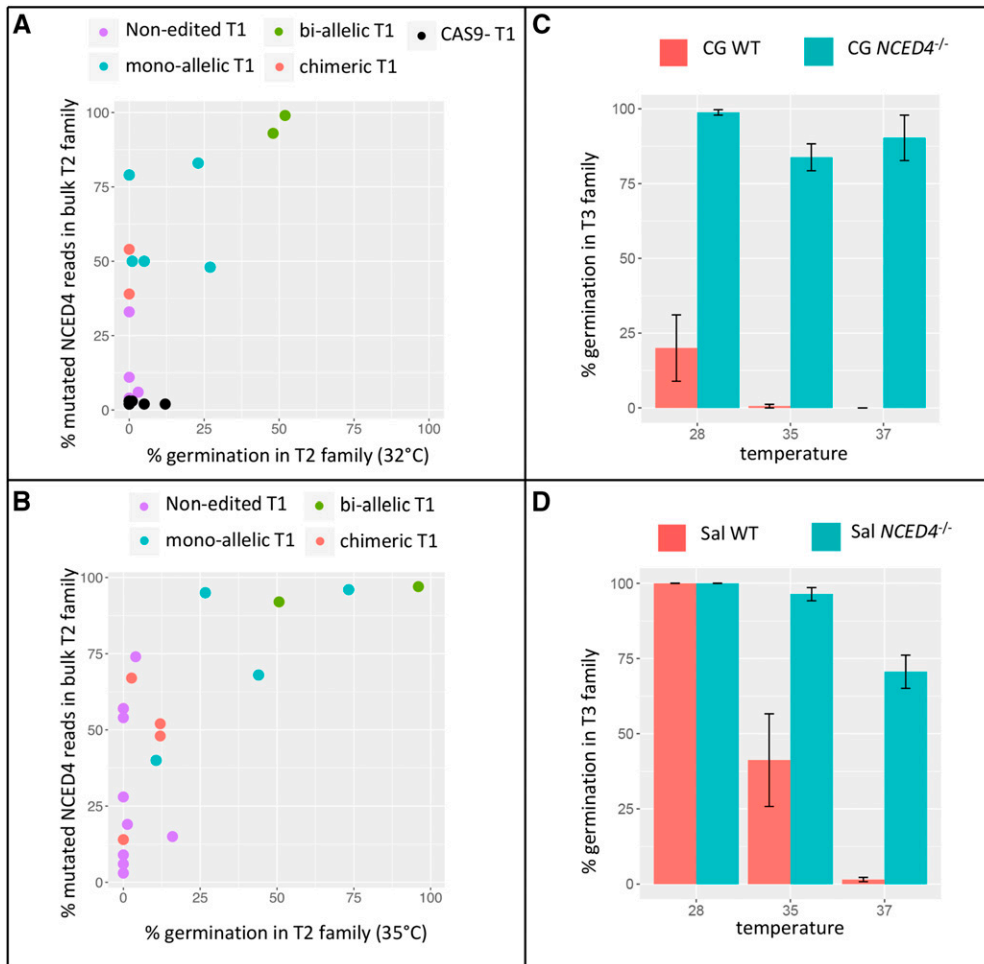 A
Non-edited T1
bi-allelic T1
CAS9- T1
mono-allelic T1
chimeric T1
% mutated NCED4 reads in bulk T2 family
100
75
50
25
0
0
25
50
75
100
% germination in T2 family (32°C)
C
CG WT
CG NCED4-/-
% germination in T3 family
100
75
50
25
0
28
35
37
temperature
B
Non-edited T1
bi-allelic T1
mono-allelic T1
chimeric T1
% mutated NCED4 reads in bulk T2 family
100
75
50
25
0
0
25
50
75
100
% germination in T2 family (35°C)
D
Sal WT
Sal NCED4-/-
% germination in T3 family
100
75
50
25
0
28
35
37
temperature